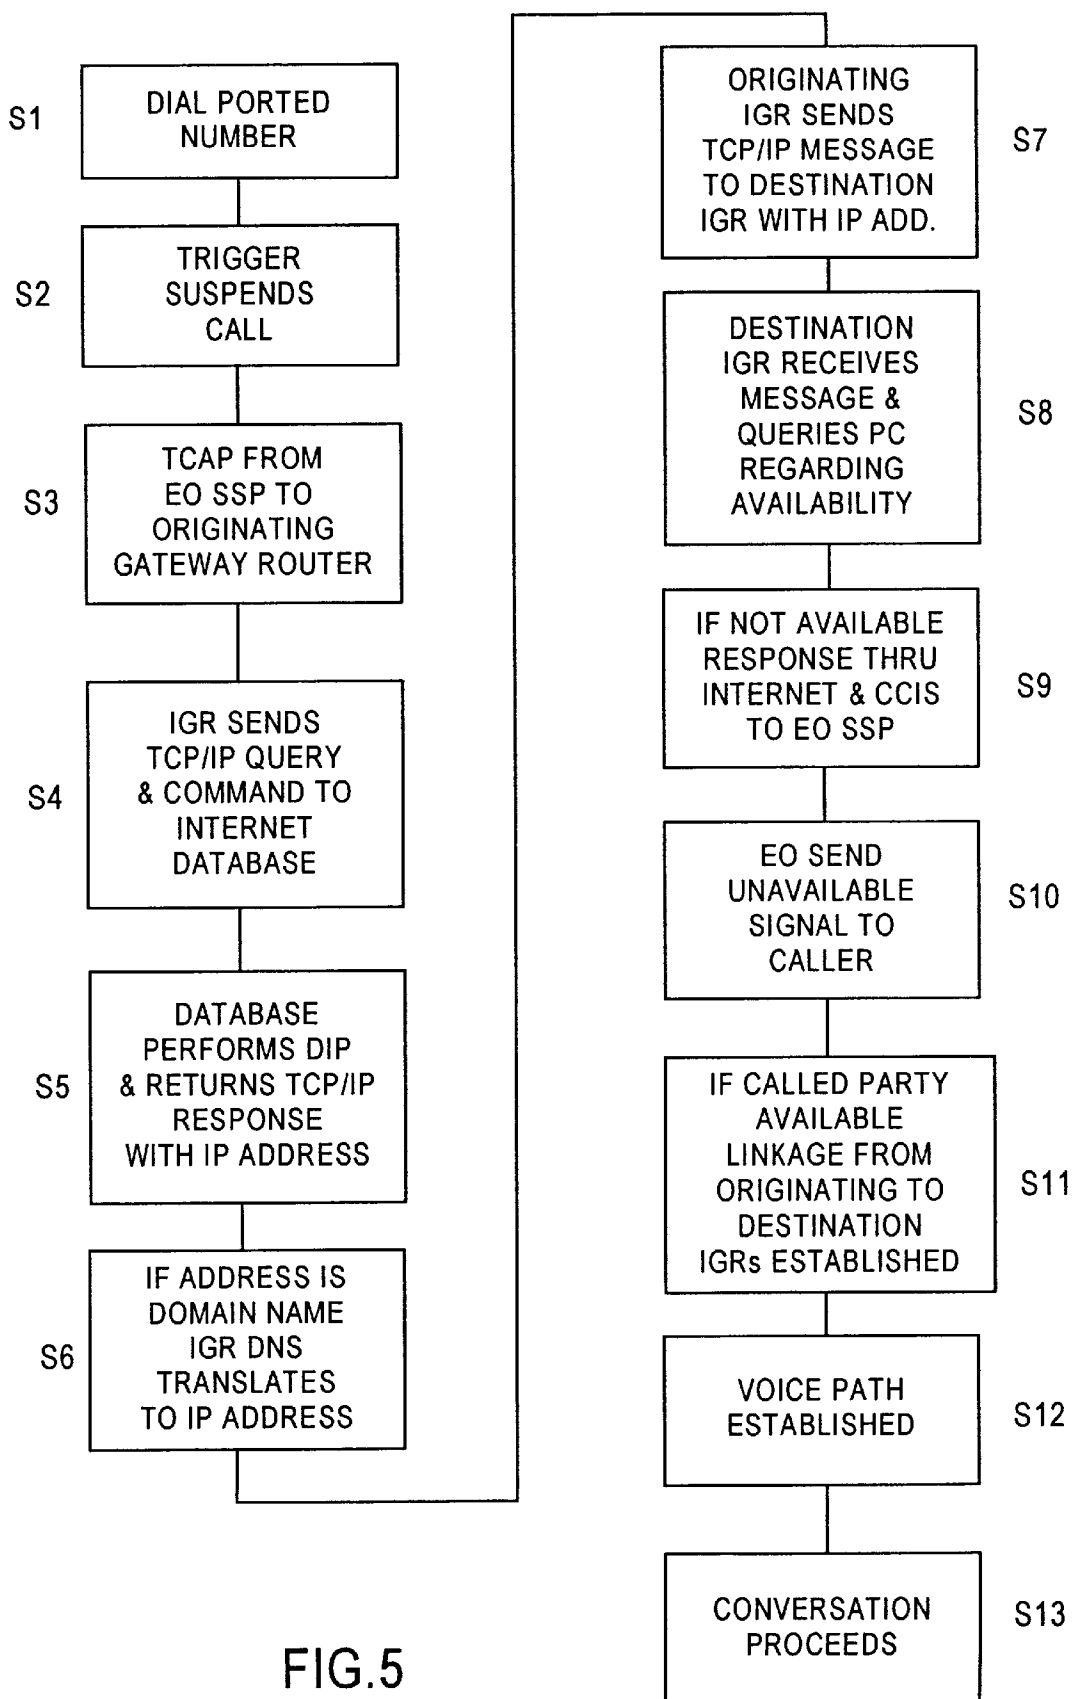 S1
DIAL PORTED
NUMBER
S2
TRIGGER
SUSPENDS
CALL
S3
TCAP FROM
EO SSP TO
ORIGINATING
GATEWAY ROUTER
S4
IGR SENDS
TCP/IP QUERY
& COMMAND TO
INTERNET
DATABASE
S5
DATABASE
PERFORMS DIP
& RETURNS TCP/IP
RESPONSE
WITH IP ADDRESS
S6
IF ADDRESS IS
DOMAIN NAME
IGR DNS
TRANSLATES
TO IP ADDRESS
ORIGINATING
IGR SENDS
TCP/IP MESSAGE
TO DESTINATION
IGR WITH IP ADD.
S7
DESTINATION
IGR RECEIVES
MESSAGE &
QUERIES PC
REGARDING
AVAILABILITY
S8
IF NOT AVAILABLE
RESPONSE THRU
INTERNET & CCIS
TO EO SSP
S9
EO SEND
UNAVAILABLE
SIGNAL TO
CALLER
S10
IF CALLED PARTY
AVAILABLE
LINKAGE FROM
ORIGINATING TO
DESTINATION
IGRs ESTABLISHED
S11
VOICE PATH
ESTABLISHED
S12
CONVERSATION
PROCEEDS
S13
FIG.5